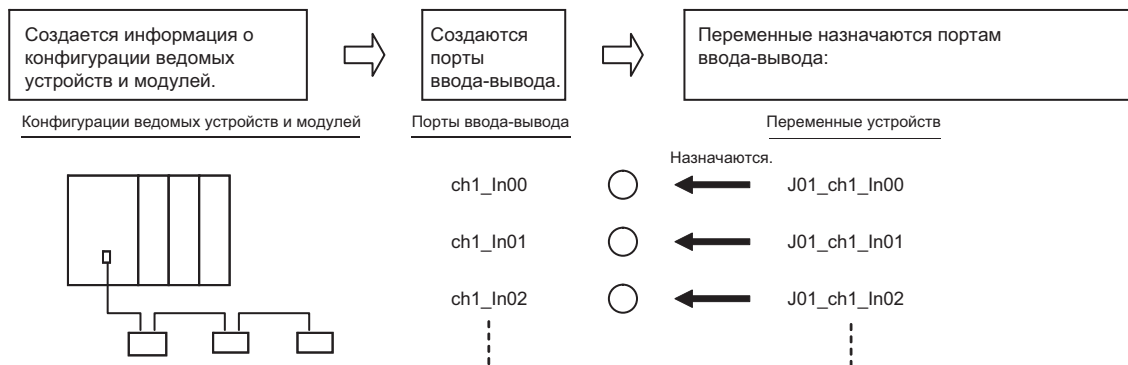 Создается информация о
конфигурации ведомых
устройств и модулей.
Создаются
порты
ввода-вывода.
Переменные назначаются портам
ввода-вывода:
Конфигурации ведомых устройств и модулей
Порты ввода-вывода
Переменные устройств
Назначаются.
ch1_In00
J01_ch1_In00
ch1_In01
J01_ch1_In01
ch1_In02
J01_ch1_In02